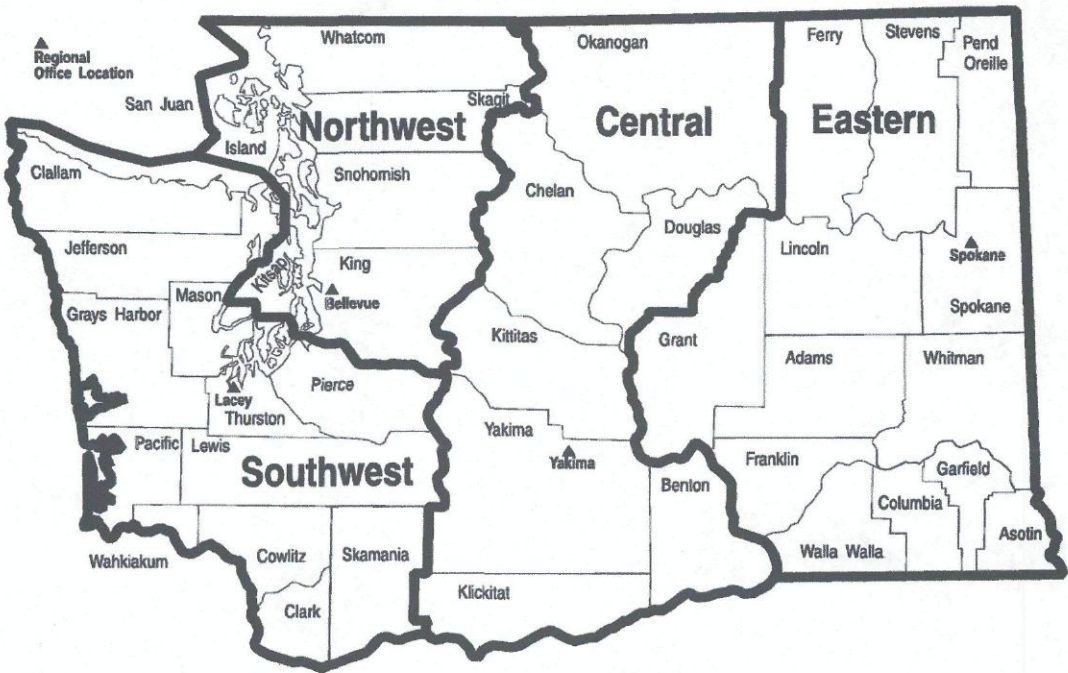 Regional
Office Location
Whatcom
Okanogan
Ferry
Stevens
Pend
Oreille
San Juan
Skagit
Northwest
Central
Eastern
Island
Clallam
Snohomish
Chelan
Douglas
Jefferson
Lincoln
Spokane
King
Kitsap
Mason
Bellevue
Spokane
Grays Harbor
Kittitas
Grant
Adams
Whitman
Pierce
Lacey
Thurston
Yakima
Pacific
Lewis
Yakima
Franklin
Garfield
Southwest
Benton
Columbia
Asotin
Wahkiakum
Cowlitz
Skamania
Walla Walla
Klickitat
Clark